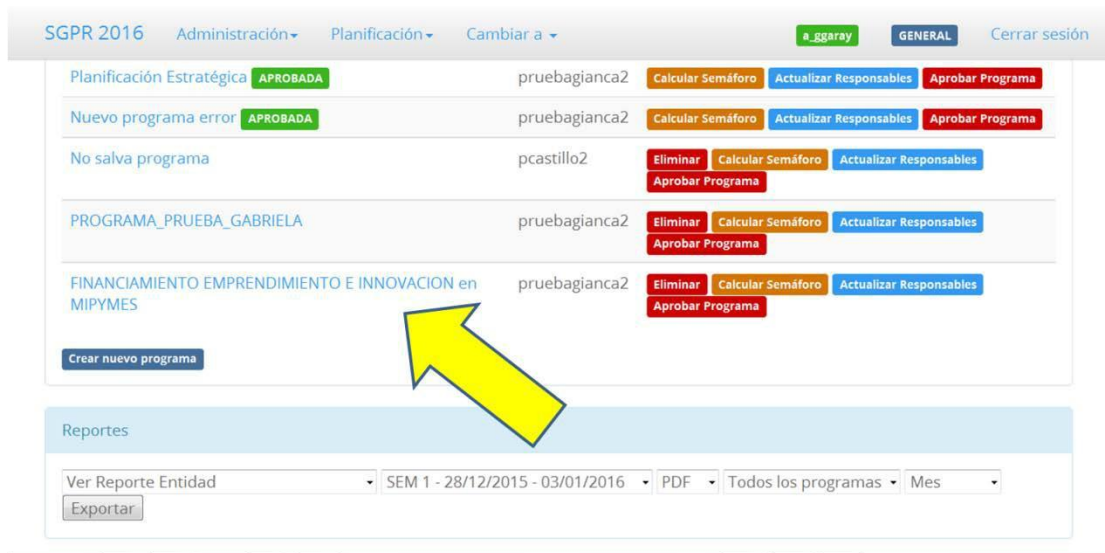 SGPR 2016 Administración Planificación Cambiar a a_ggaray GENERAL Cerrar sesión
Planificación Estratégica APROBADA pruebagianca2 Calcular Semáforo Actualizar Responsables Aprobar Programa
Nuevo programa error APROBADA pruebagianca2 Calcular Semáforo Actualizar Responsables Aprobar Programa
No salva programa pcastillo2 Eliminar Calcular Semáforo Actualizar Responsables
Aprobar Programa
PROGRAMA_PRUEBA_GABRIELA pruebagianca2 Eliminar Calcular Semáforo Actualizar Responsables
Aprobar Programa
FINANCIAMIENTO EMPRENDIMIENTO E INNOVACION en pruebagianca2 Eliminar Calcular Semáforo Actualizar Responsables
MIPYMES Aprobar Programa
Crear nuevo programa
Reportes
Ver Reporte Entidad SEM 1 - 28/12/2015 - 03/01/2016 PDF Todos los programas Mes
Exportar